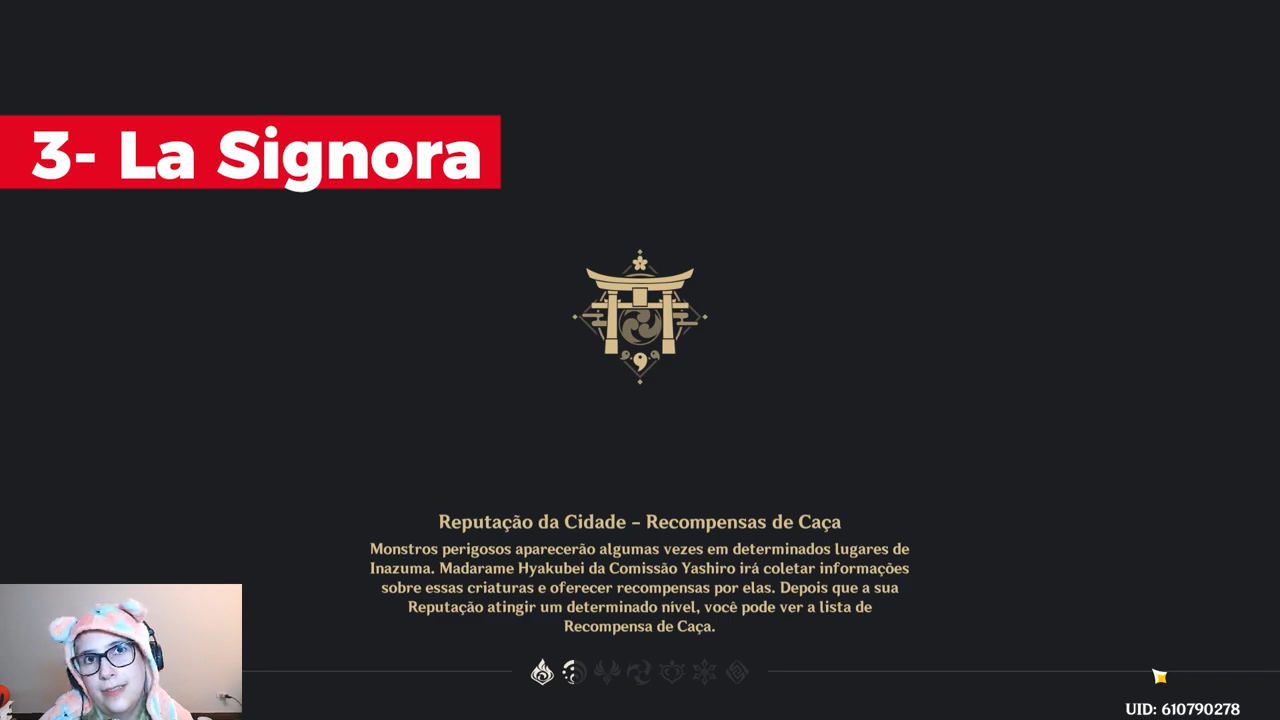 3- La Signora
Reputação da Cidade – Recompensas de Caça
Monstros perigosos aparecerão algumas vezes em determinados lugares de
Inazuma. Madarame Hyakubei da Comissão Yashiro irá coletar informações
sobre essas criaturas e oferecer recompensas por elas. Depois que a sua
Reputação atingir um determinado nível, você pode ver a lista de
Recompensa de Caça.
UID: 610790278